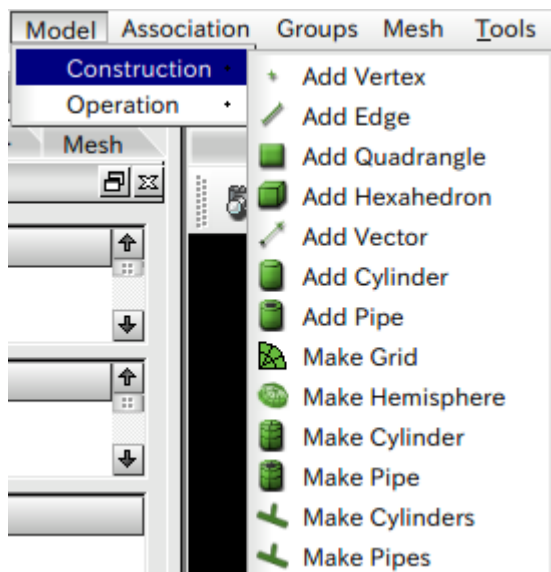 Model Association Groups Mesh Tools
Construction
Operation
Mesh
Add Vertex
Add Edge
Add Quadrangle
Add Hexahedron
Add Vector
Add Cylinder
Add Pipe
Make Grid
Make Hemisphere
Make Cylinder
Make Pipe
Make Cylinders
Make Pipes